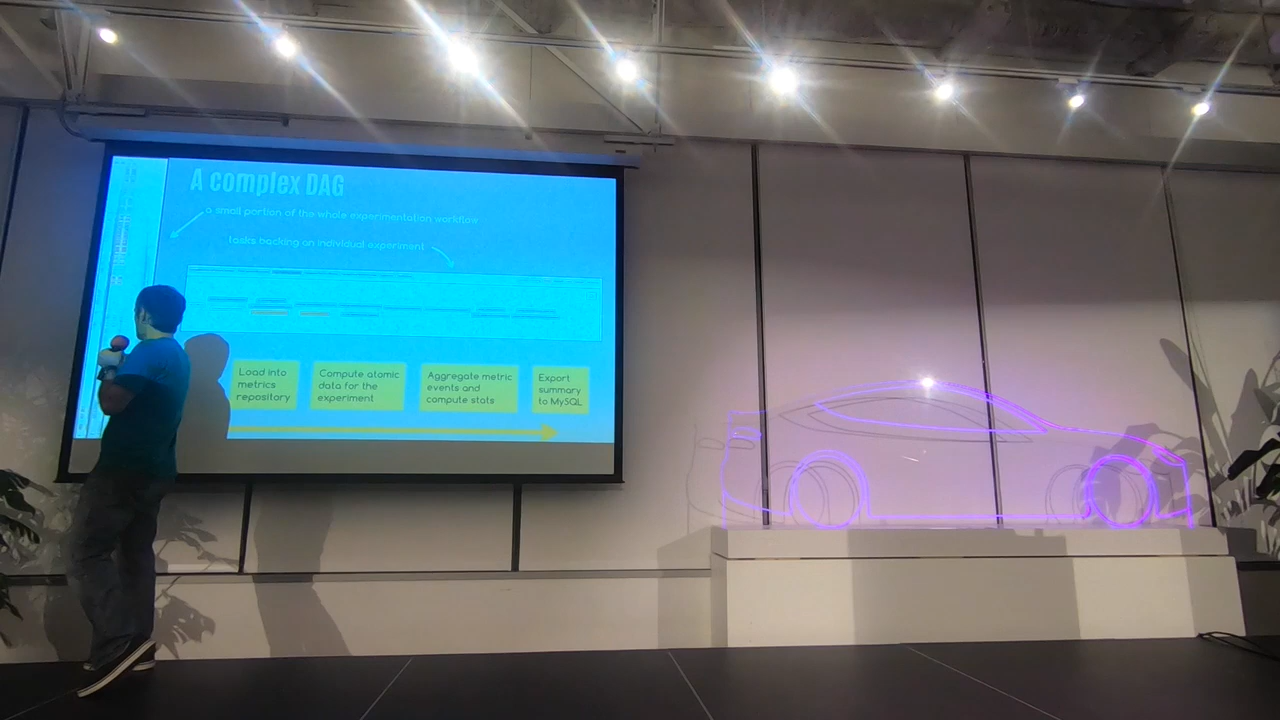 A complex DAG
a small portion of the whole experimentation workflow
tasks backing an individual experiment
Load into
metrics
repository
Compute atomic
data for the
experiment
Aggregate metric
events and
compute stats
Export
summary
to MySQL